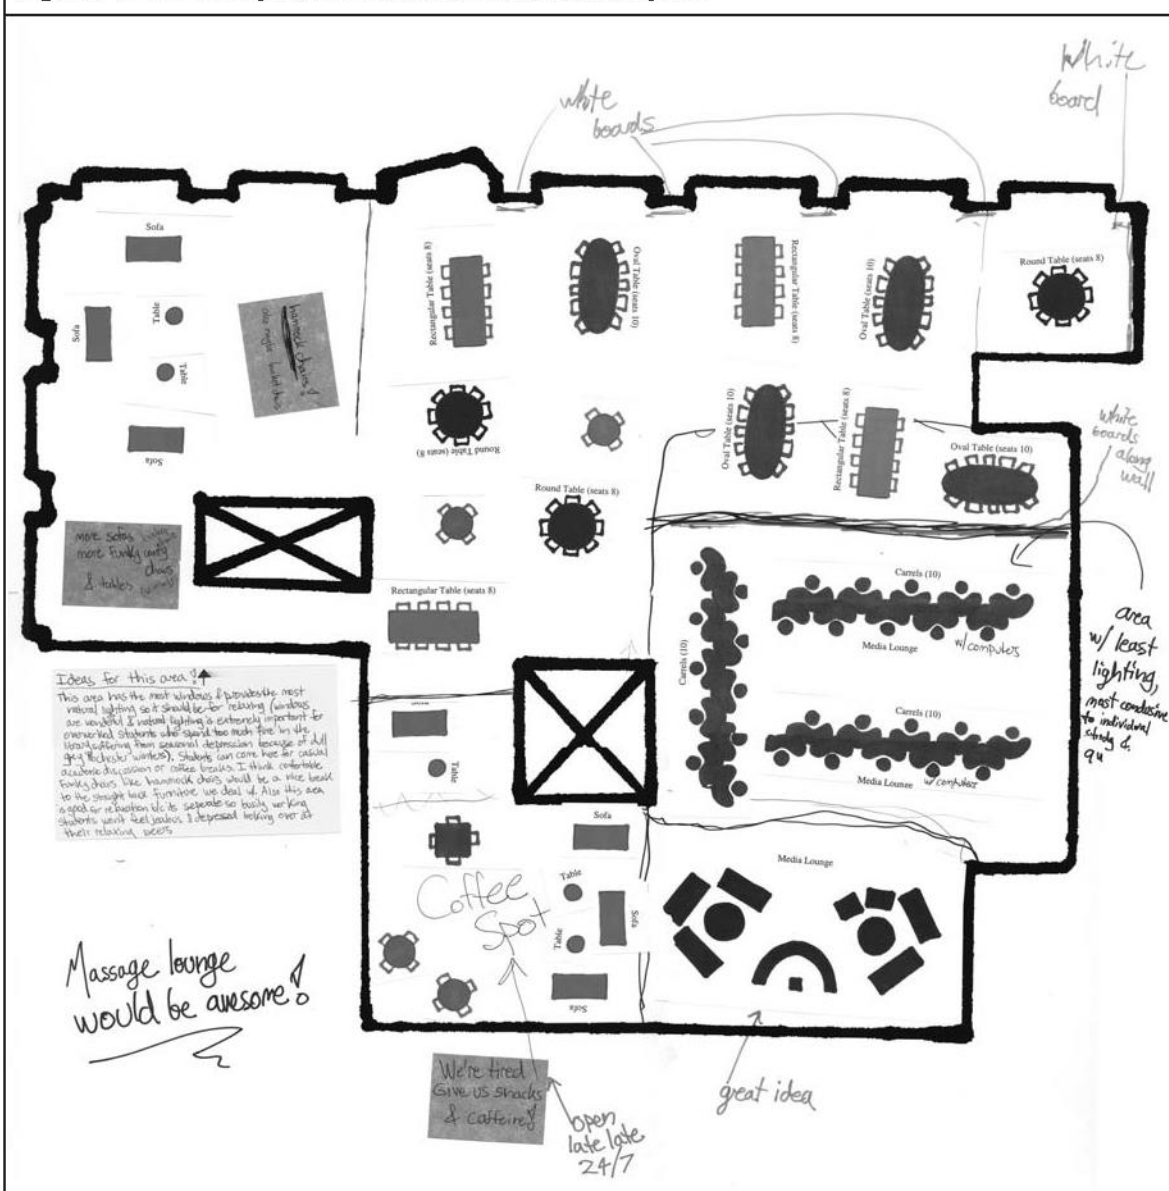 White
board
white
boards
Sofa
Sofa
Table
Table
Sofa
hammock chairs!
Rectangular Table (seats 8)
Oval Table (seats 10)
Rectangular Table (seats 8)
Oval Table (seats 10)
Round Table (seats 8)
Round Table (seats 8)
Oval Table (seats 10)
Rectangular Table (seats 8)
Oval Table (seats 10)
white
boards
along
wall
Round Table (seats 8)
more sofas
more funky comfy
chairs
& tables
Rectangular Table (seats 8)
Carrels (10)
Carrels (10)
Media Lounge
w/computers
Carrels (10)
Media Lounge
w/computers
area
w/ least
lighting,
most conducive
to individual
study &
qu
Ideas for this area!
This area has the most windows & provides the most
natural lighting so it should be for relaxing (windows
are wonderful & natural lighting is extremely important for
overworked students who spend too much time in the
library suffering from seasonal depression because of dull
grey Rochester winters). Students can come here for casual
academic discussion or coffee breaks. I think comfortable
funky chairs like hammock chairs would be a nice break
to the straight back furniture we deal w/. Also this area
is good for relaxation b/c its seperate so busily working
students wont feel jealous & depressed looking over at
their relaxing peers
Table
Sofa
Table
Table
Sofa
Sofa
Coffee
Spot
Media Lounge
Massage lounge
would be awesome!
We're tired
Give us snacks
& caffeine!
open
late late
24/7
great idea